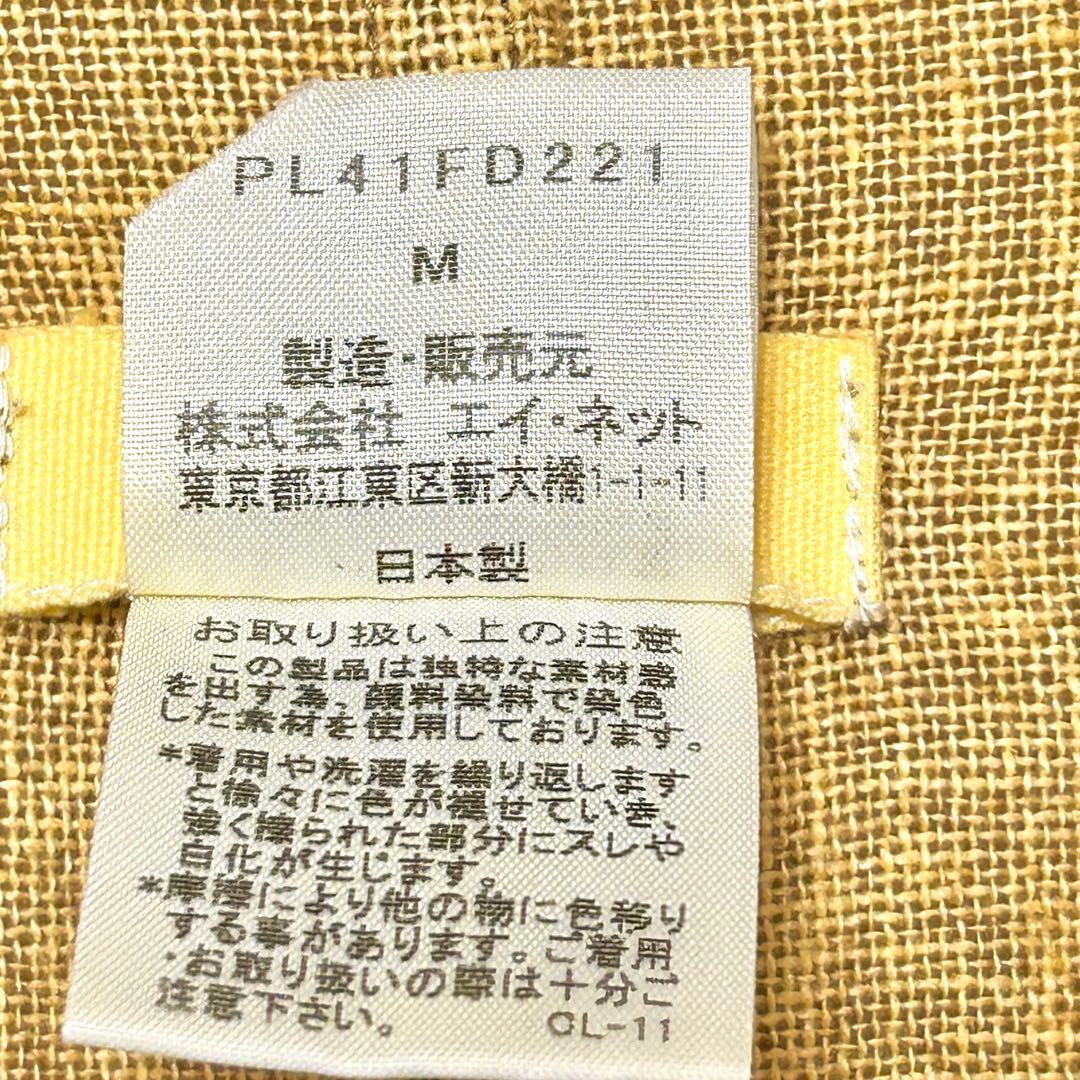 PL41FD221
M
製造・販売元
株式会社 エイ・ネット
東京都江東区新大橋1-1-11
日本製
お取り扱い上の注意
*この製品は独特な素材感
を出す為、顔料染料で染色
した素材を使用しております。
*着用や洗濯を繰り返します
と徐々に色が褪せていき、
強く擦られた部分にスレや
白化が生じます。
*摩擦により他の物に色移り
する事があります。ご着用
・お取り扱いの際は十分ご
注意下さい。
CL-11